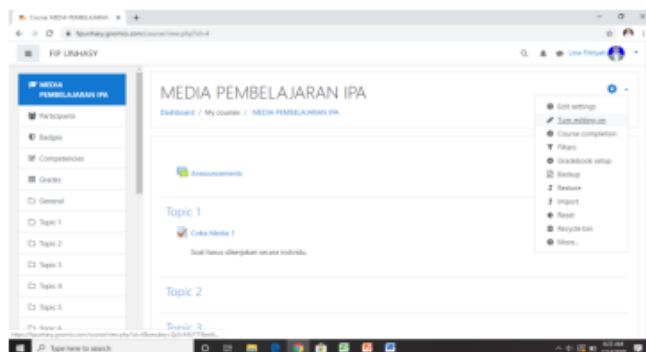 Course: MEDIA PEMBELAJARAN
FIP UNHASY
MEDIA PEMBELAJARAN IPA
Participants
Badges
Competencies
Grades
General
Topic 1
Topic 2
Topic 3
Topic 4
Topic 5
MEDIA PEMBELAJARAN IPA
Dashboard / My courses / MEDIA PEMBELAJARAN IPA
Announcements
Topic 1
Coba Media 1
Soal harus dikerjakan secara individu.
Topic 2
Topic 3
Edit settings
Turn editing on
Course completion
Filters
Gradebook setup
Backup
Restore
Import
Reset
Recycle bin
More...
Type here to search